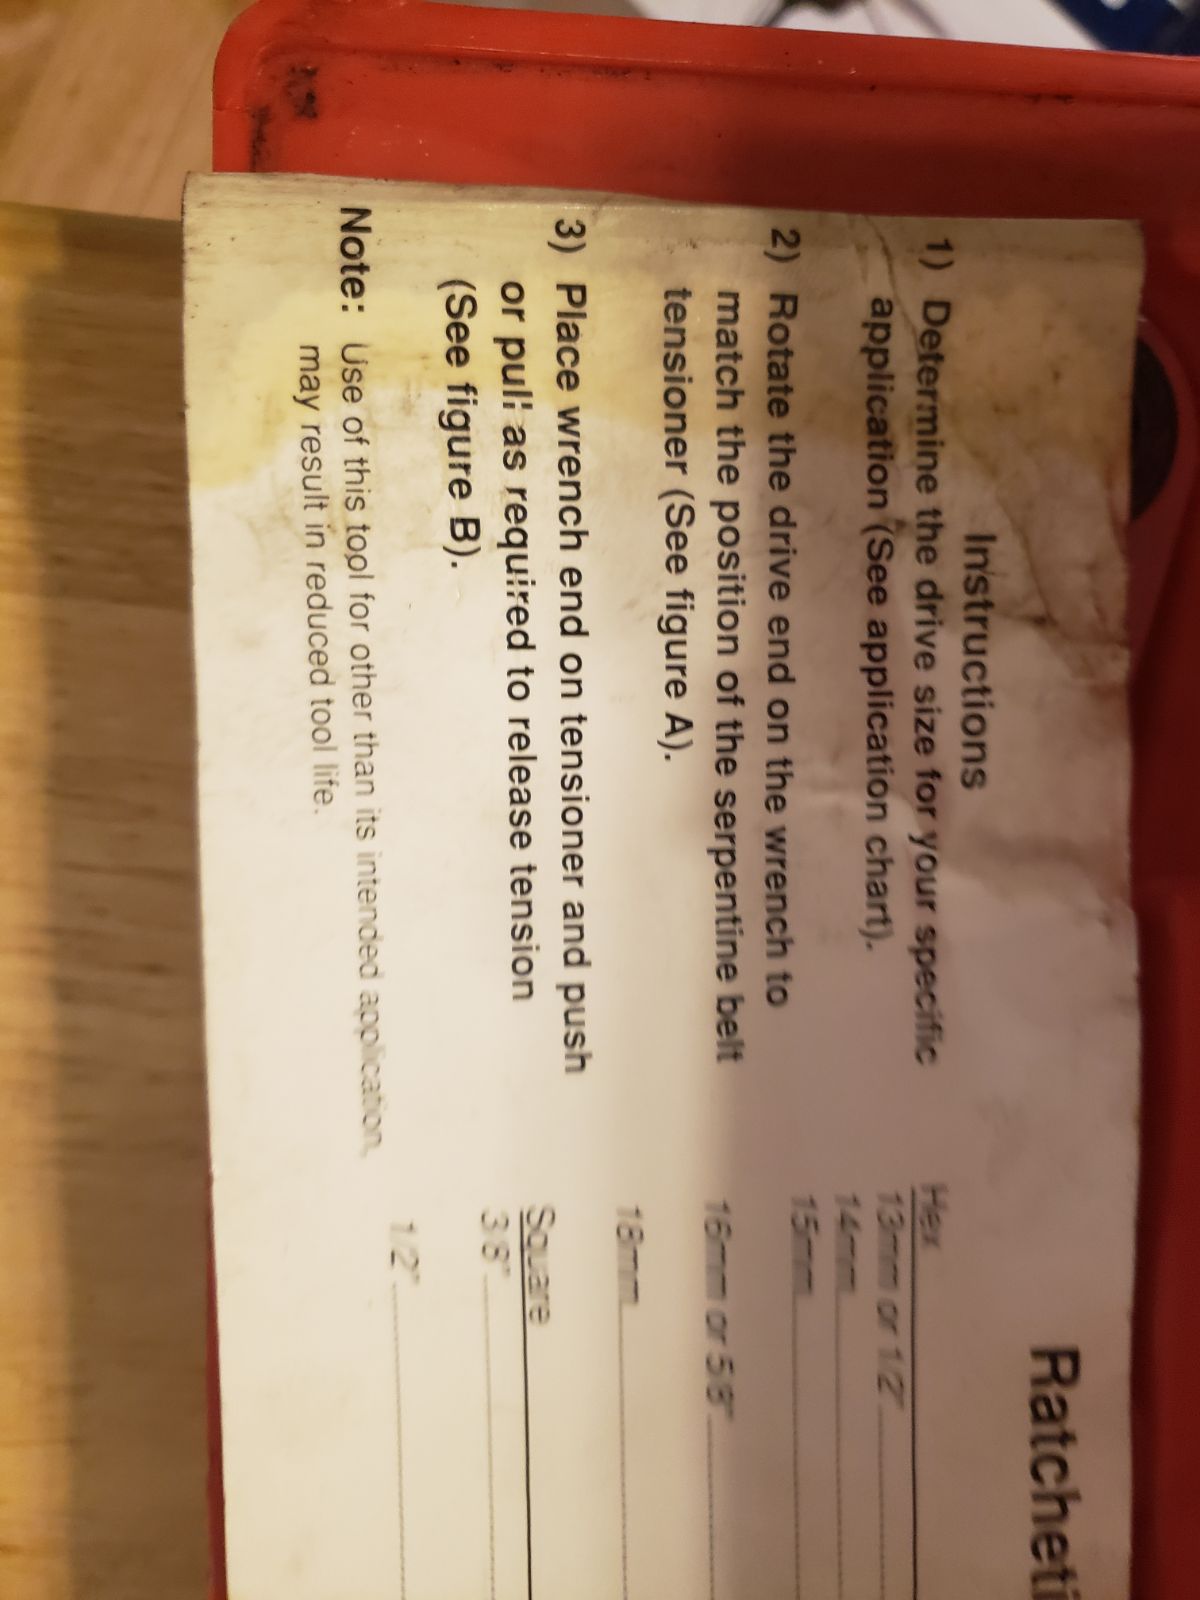 Instructions
1) Determine the drive size for your specific
application (See application chart).
2) Rotate the drive end on the wrench to
match the position of the serpentine belt
tensioner (See figure A).
3) Place wrench end on tensioner and push
or pull as required to release tension
(See figure B).
Note: Use of this tool for other than its intended application,
may result in reduced tool life.
Ratcheti
Hex
13mm or 1/2"
14mm
15mm
16mm or 5/8"
18mm
Square
3/8"
1/2"